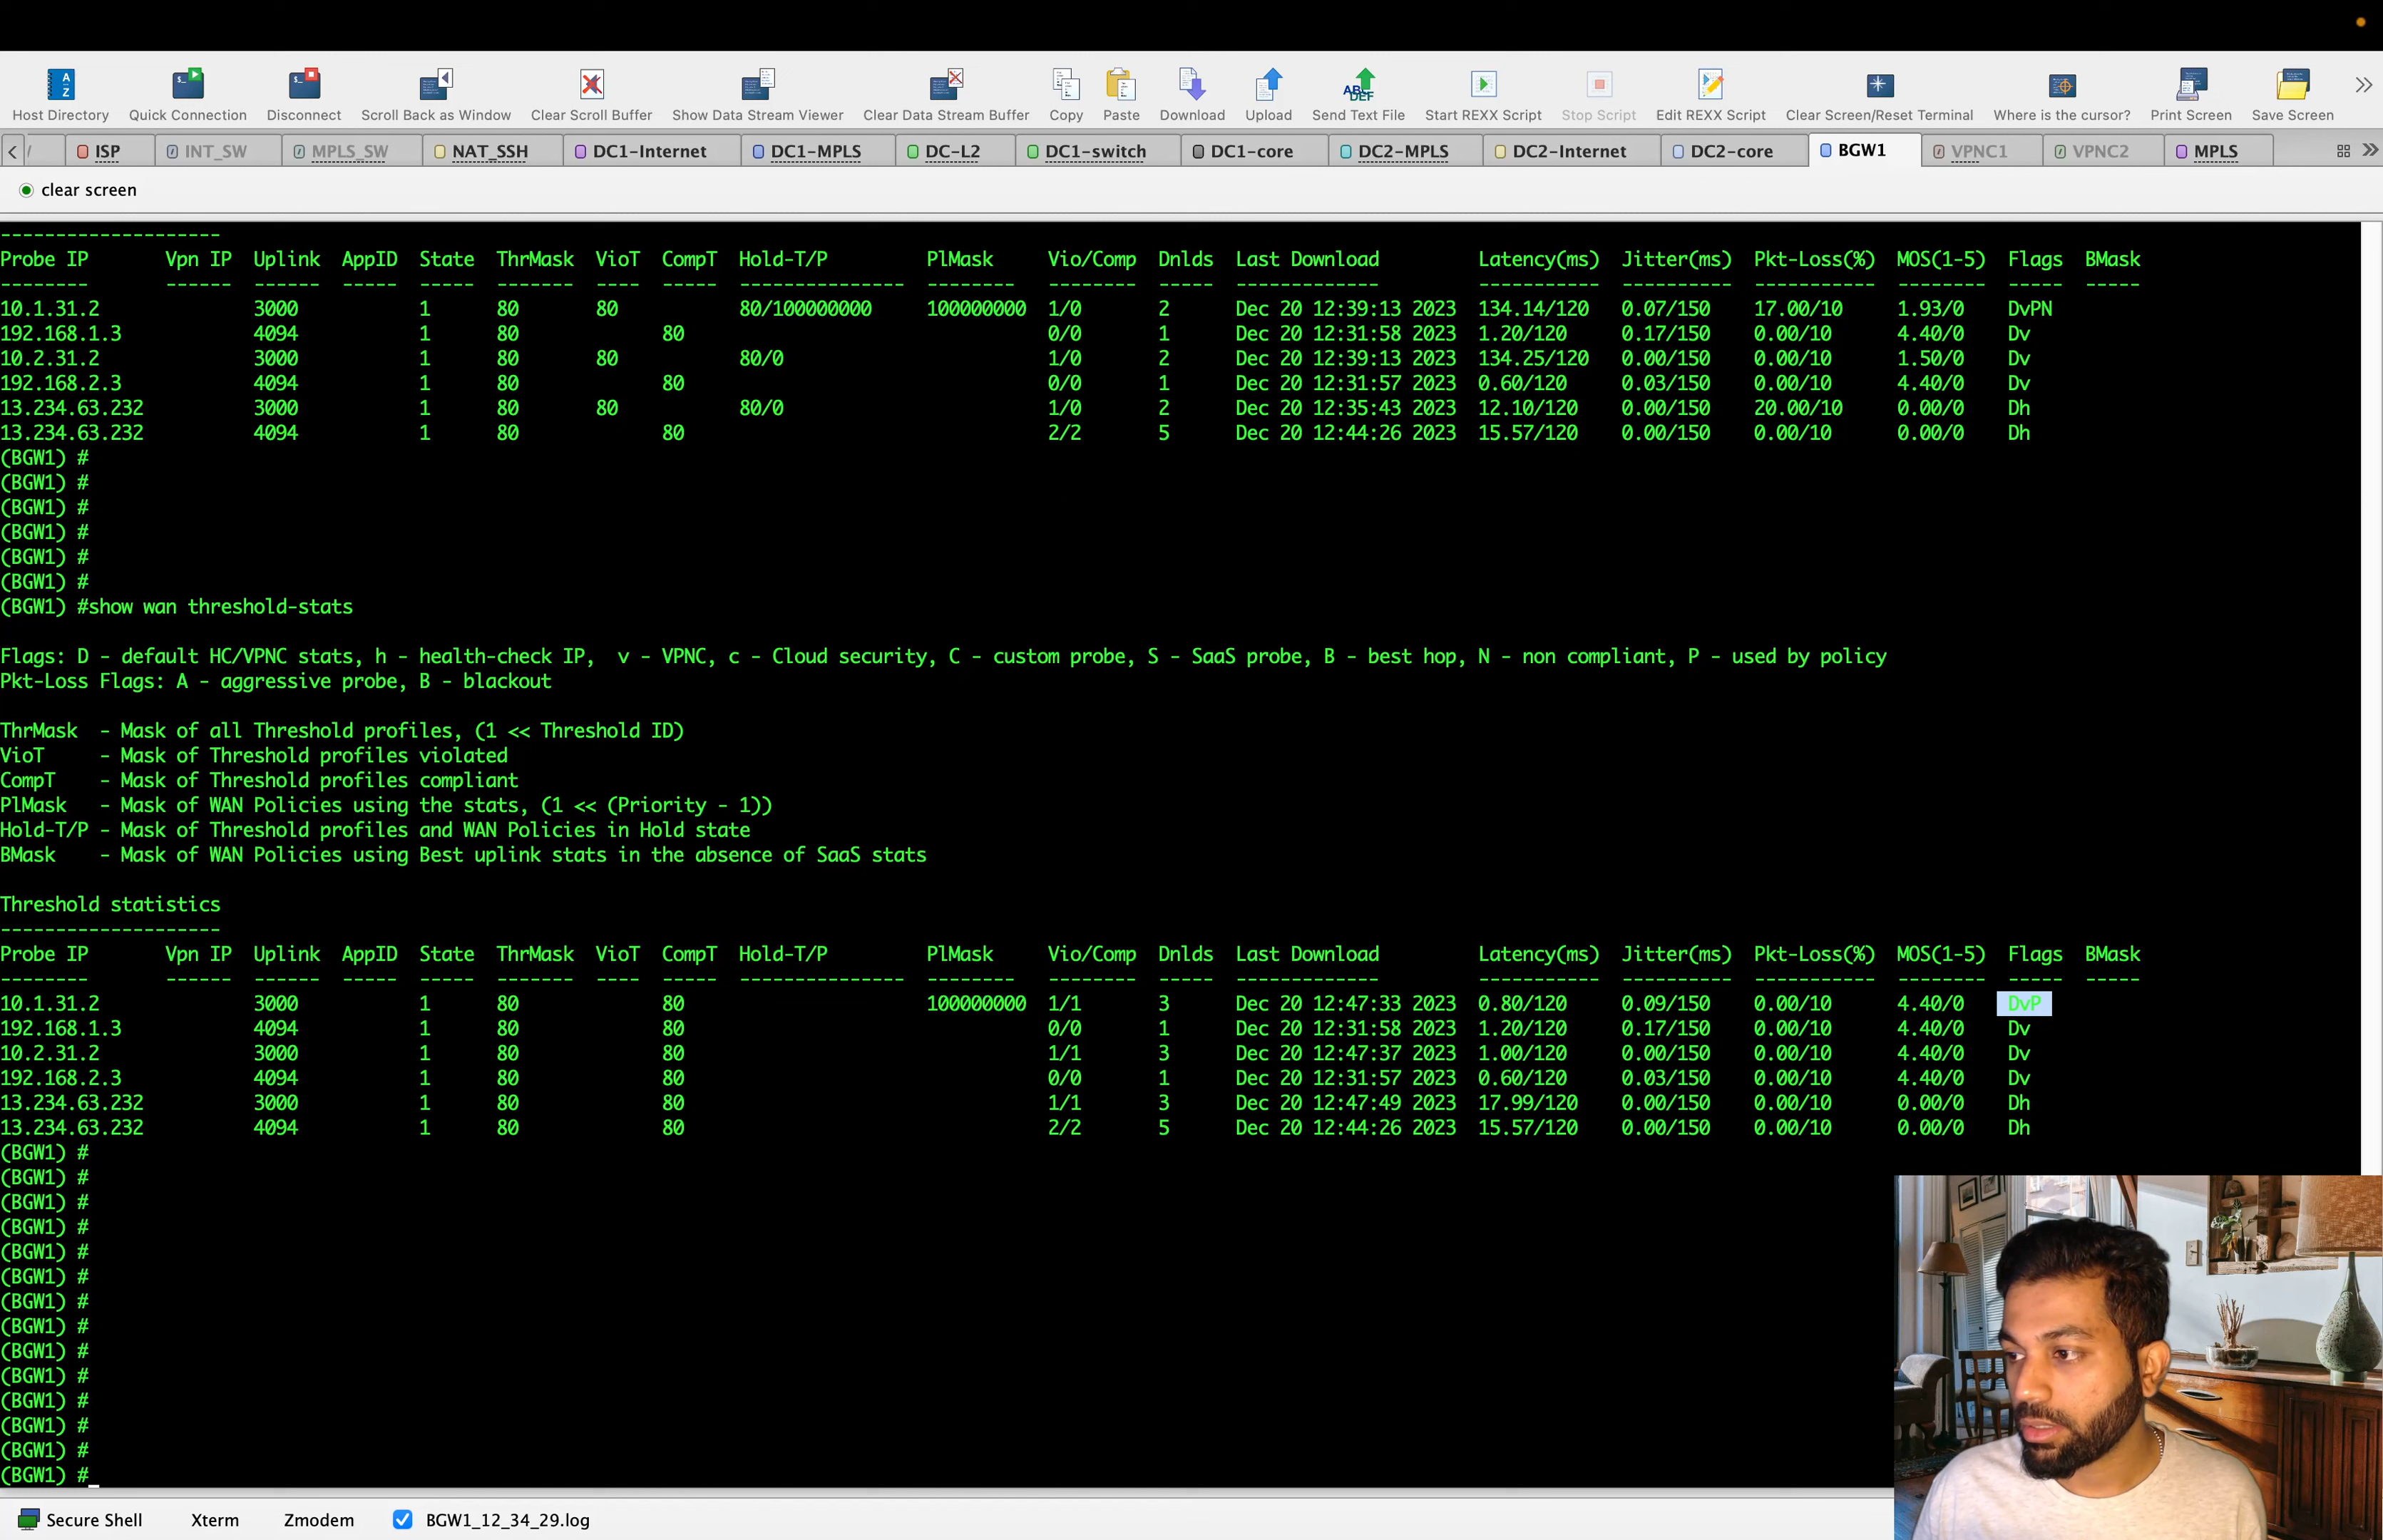 Host Directory Quick Connection Disconnect Scroll Back as Window Clear Scroll Buffer Show Data Stream Viewer Clear Data Stream Buffer Copy Paste Download Upload Send Text File Start REXX Script Stop Script Edit REXX Script Clear Screen/Reset Terminal Where is the cursor? Print Screen Save Screen
ISP INT_SW MPLS_SW NAT_SSH DC1-Internet DC1-MPLS DC-L2 DC1-switch DC1-core DC2-MPLS DC2-Internet DC2-core BGW1 VPNC1 VPNC2 MPLS
clear screen
--------------------
Probe IP Vpn IP Uplink AppID State ThrMask VioT CompT Hold-T/P PlMask Vio/Comp Dnlds Last Download Latency(ms) Jitter(ms) Pkt-Loss(%) MOS(1-5) Flags BMask
-------- ------ ------ ----- ----- ------- ---- ----- --------------- -------- -------- ----- ------------- ----------- ---------- ----------- -------- ----- -----
10.1.31.2 3000 1 80 80 80/100000000 100000000 1/0 2 Dec 20 12:39:13 2023 134.14/120 0.07/150 17.00/10 1.93/0 DvPN
192.168.1.3 4094 1 80 80 0/0 1 Dec 20 12:31:58 2023 1.20/120 0.17/150 0.00/10 4.40/0 Dv
10.2.31.2 3000 1 80 80 80/0 1/0 2 Dec 20 12:39:13 2023 134.25/120 0.00/150 0.00/10 1.50/0 Dv
192.168.2.3 4094 1 80 80 0/0 1 Dec 20 12:31:57 2023 0.60/120 0.03/150 0.00/10 4.40/0 Dv
13.234.63.232 3000 1 80 80 80/0 1/0 2 Dec 20 12:35:43 2023 12.10/120 0.00/150 20.00/10 0.00/0 Dh
13.234.63.232 4094 1 80 80 2/2 5 Dec 20 12:44:26 2023 15.57/120 0.00/150 0.00/10 0.00/0 Dh
(BGW1) #
(BGW1) #
(BGW1) #
(BGW1) #
(BGW1) #
(BGW1) #
(BGW1) #show wan threshold-stats
Flags: D - default HC/VPNC stats, h - health-check IP, v - VPNC, c - Cloud security, C - custom probe, S - SaaS probe, B - best hop, N - non compliant, P - used by policy
Pkt-Loss Flags: A - aggressive probe, B - blackout
ThrMask - Mask of all Threshold profiles, (1 << Threshold ID)
VioT - Mask of Threshold profiles violated
CompT - Mask of Threshold profiles compliant
PlMask - Mask of WAN Policies using the stats, (1 << (Priority - 1))
Hold-T/P - Mask of Threshold profiles and WAN Policies in Hold state
BMask - Mask of WAN Policies using Best uplink stats in the absence of SaaS stats
Threshold statistics
--------------------
Probe IP Vpn IP Uplink AppID State ThrMask VioT CompT Hold-T/P PlMask Vio/Comp Dnlds Last Download Latency(ms) Jitter(ms) Pkt-Loss(%) MOS(1-5) Flags BMask
-------- ------ ------ ----- ----- ------- ---- ----- --------------- -------- -------- ----- ------------- ----------- ---------- ----------- -------- ----- -----
10.1.31.2 3000 1 80 80 100000000 1/1 3 Dec 20 12:47:33 2023 0.80/120 0.09/150 0.00/10 4.40/0 DvP
192.168.1.3 4094 1 80 80 0/0 1 Dec 20 12:31:58 2023 1.20/120 0.17/150 0.00/10 4.40/0 Dv
10.2.31.2 3000 1 80 80 1/1 3 Dec 20 12:47:37 2023 1.00/120 0.00/150 0.00/10 4.40/0 Dv
192.168.2.3 4094 1 80 80 0/0 1 Dec 20 12:31:57 2023 0.60/120 0.03/150 0.00/10 4.40/0 Dv
13.234.63.232 3000 1 80 80 1/1 3 Dec 20 12:47:49 2023 17.99/120 0.00/150 0.00/10 0.00/0 Dh
13.234.63.232 4094 1 80 80 2/2 5 Dec 20 12:44:26 2023 15.57/120 0.00/150 0.00/10 0.00/0 Dh
(BGW1) #
(BGW1) #
(BGW1) #
(BGW1) #
(BGW1) #
(BGW1) #
(BGW1) #
(BGW1) #
(BGW1) #
(BGW1) #
(BGW1) #
(BGW1) #
(BGW1) #
(BGW1) #
Secure Shell Xterm Zmodem BGW1_12_34_29.log